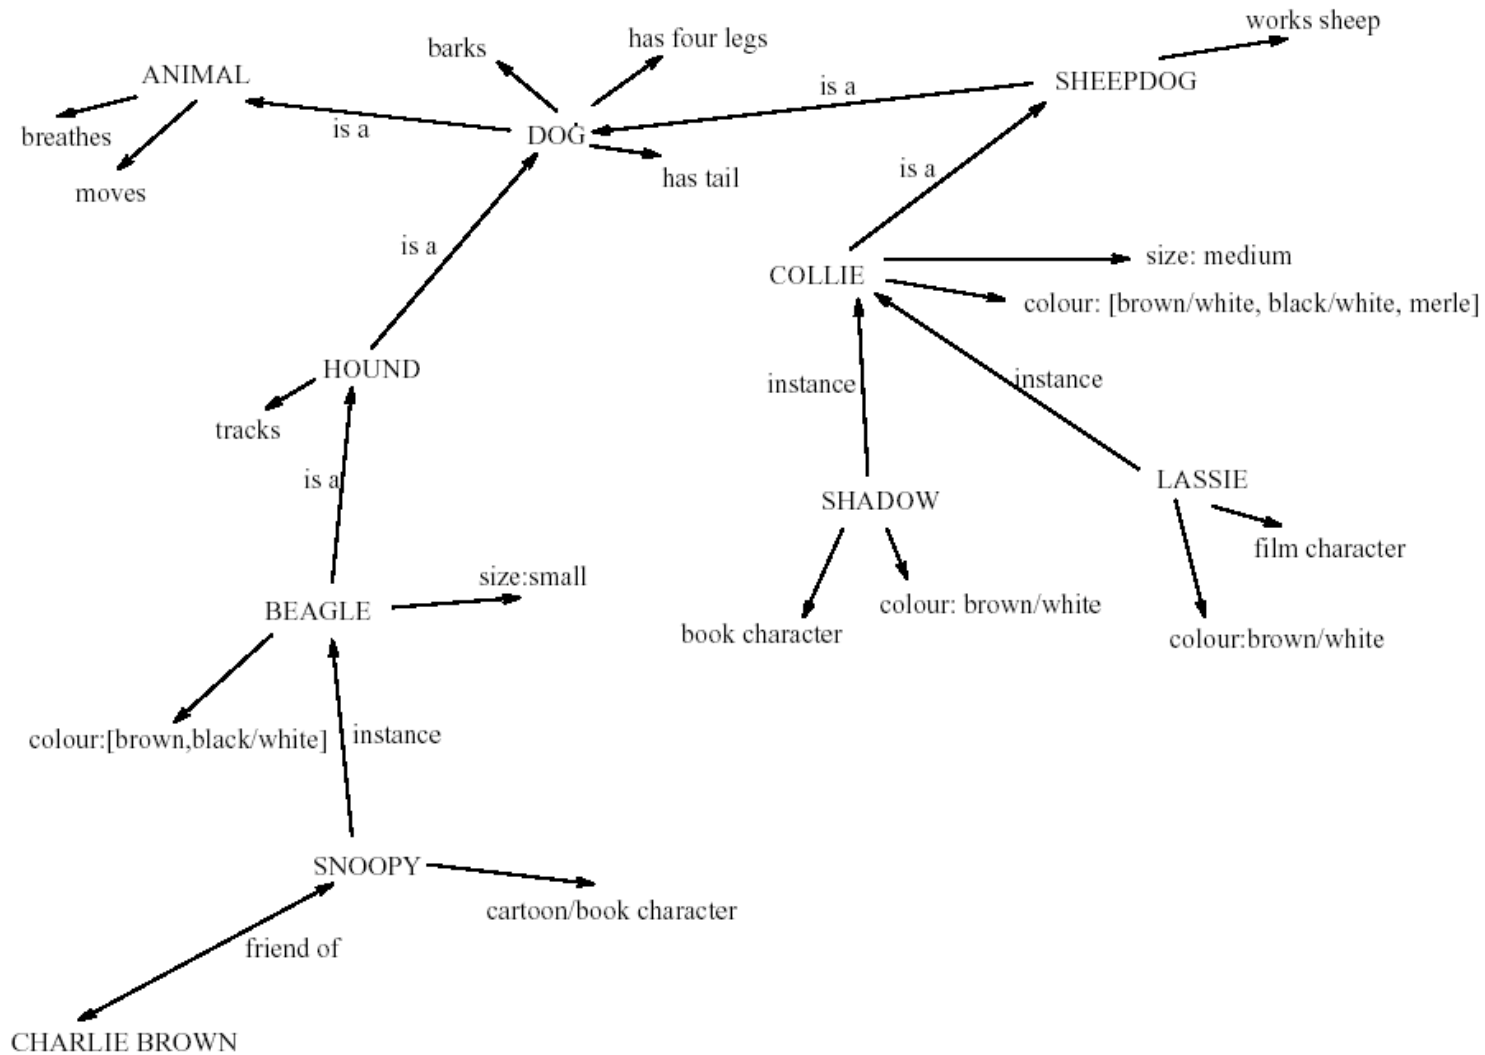 works sheep
has four legs
barks
ANIMAL
SHEEPDOG
is a
breathes
is a
DOG
moves
has tail
is a
is a
size: medium
COLLIE
colour: [brown/white, black/white, merle]
HOUND
instance
instance
tracks
is a
LASSIE
SHADOW
film character
size:small
BEAGLE
colour: brown/white
book character
colour:brown/white
colour:[brown,black/white]
instance
SNOOPY
cartoon/book character
friend of
CHARLIE BROWN